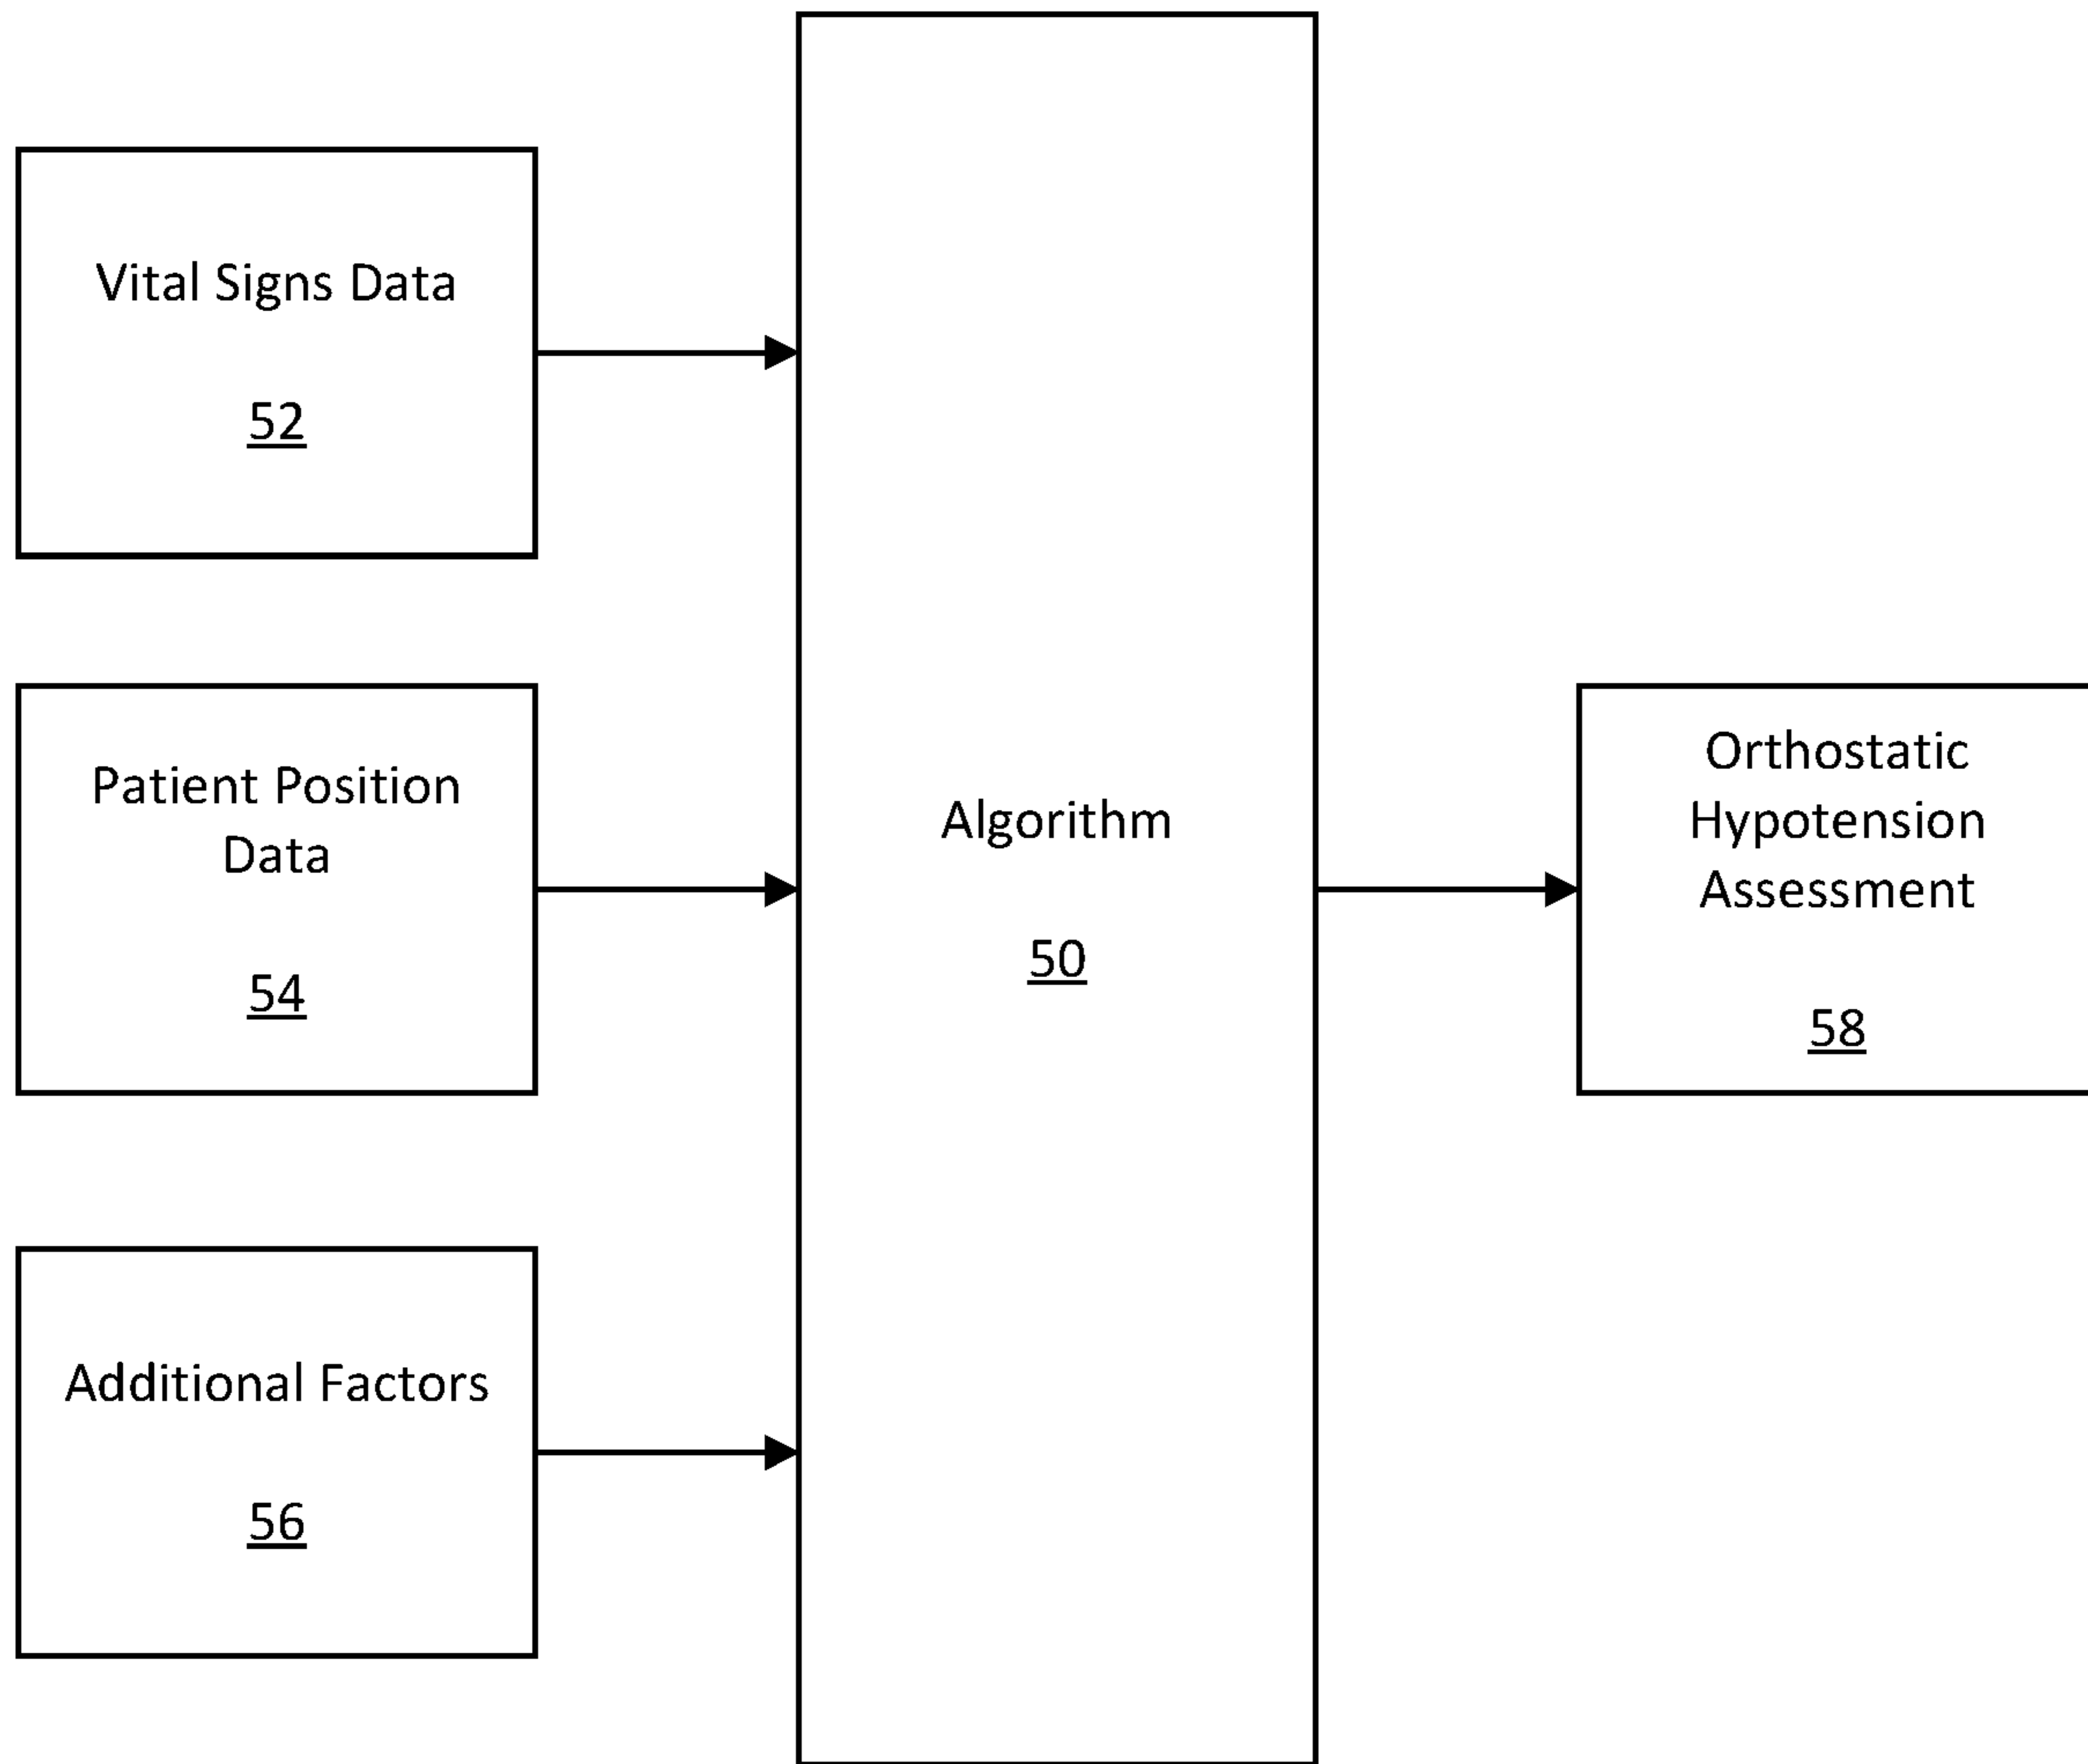 Vital Signs Data
52
Patient Position
Data
54
Additional Factors
56
Algorithm
50
Orthostatic
Hypotension
Assessment
58